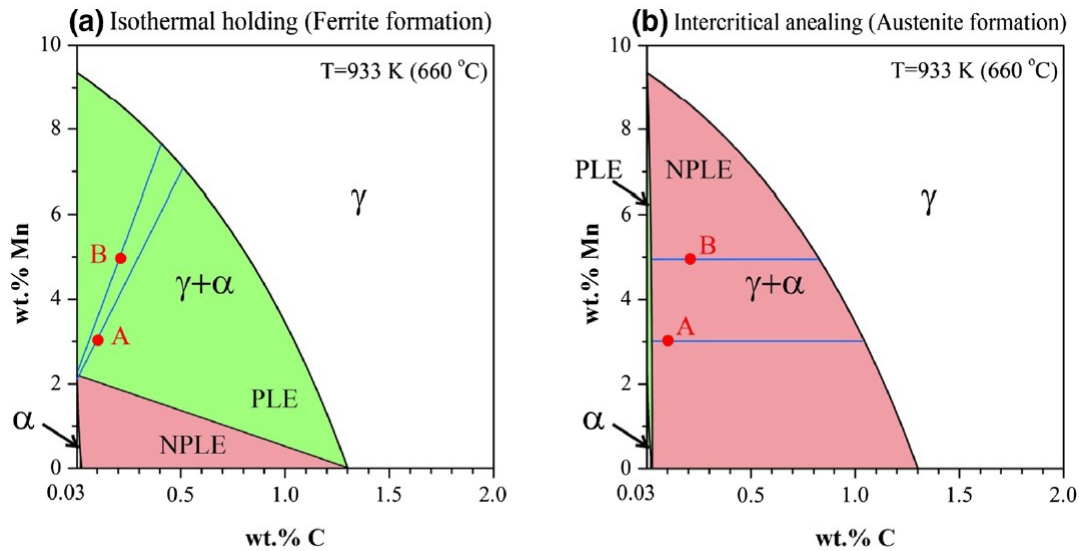 (a) Isothermal holding (Ferrite formation)
T=933 K (660 °C)
10
8
6
4
2
0
wt.% Mn
γ
B
γ+α
A
PLE
α
NPLE
0.03
0.5
1.0
1.5
2.0
wt.% C
(b) Intercritical anealing (Austenite formation)
T=933 K (660 °C)
10
8
6
4
2
0
wt.% Mn
PLE
NPLE
γ
B
γ+α
A
α
0.03
0.5
1.0
1.5
2.0
wt.% C